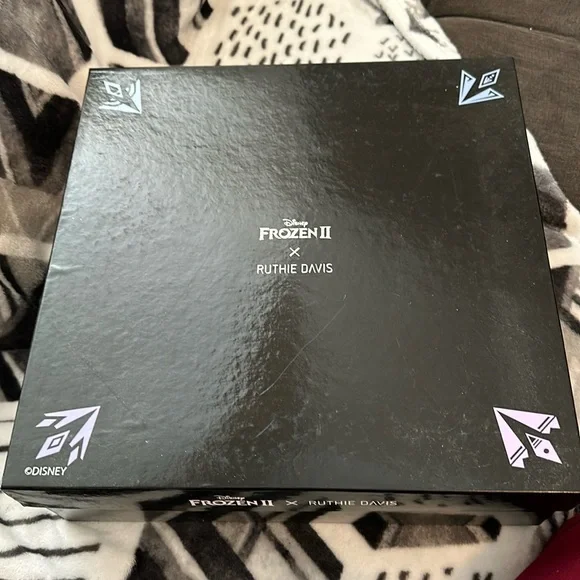 Disney
FROZEN II
X
RUTHIE DAVIS
©DISNEY
Disney
FROZEN II X RUTHIE DAVIS